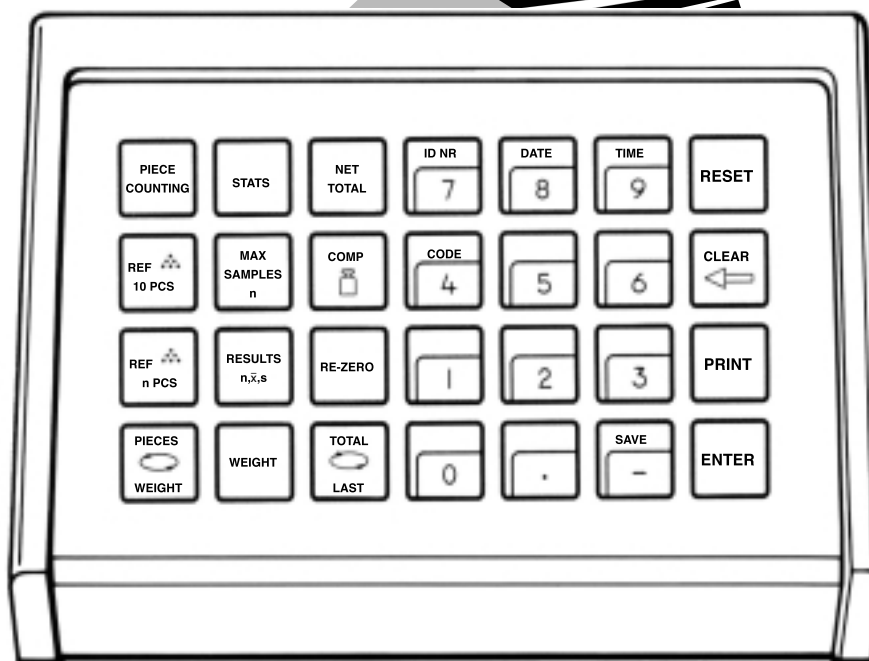 PIECE
COUNTING
STATS
NET
TOTAL
ID NR
7
DATE
8
TIME
9
RESET
REF
10 PCS
MAX
SAMPLES
n
COMP
CODE
4
5
6
CLEAR
REF
n PCS
RESULTS
n,x̄,s
RE-ZERO
1
2
3
PRINT
PIECES
WEIGHT
WEIGHT
TOTAL
LAST
0
.
SAVE
–
ENTER